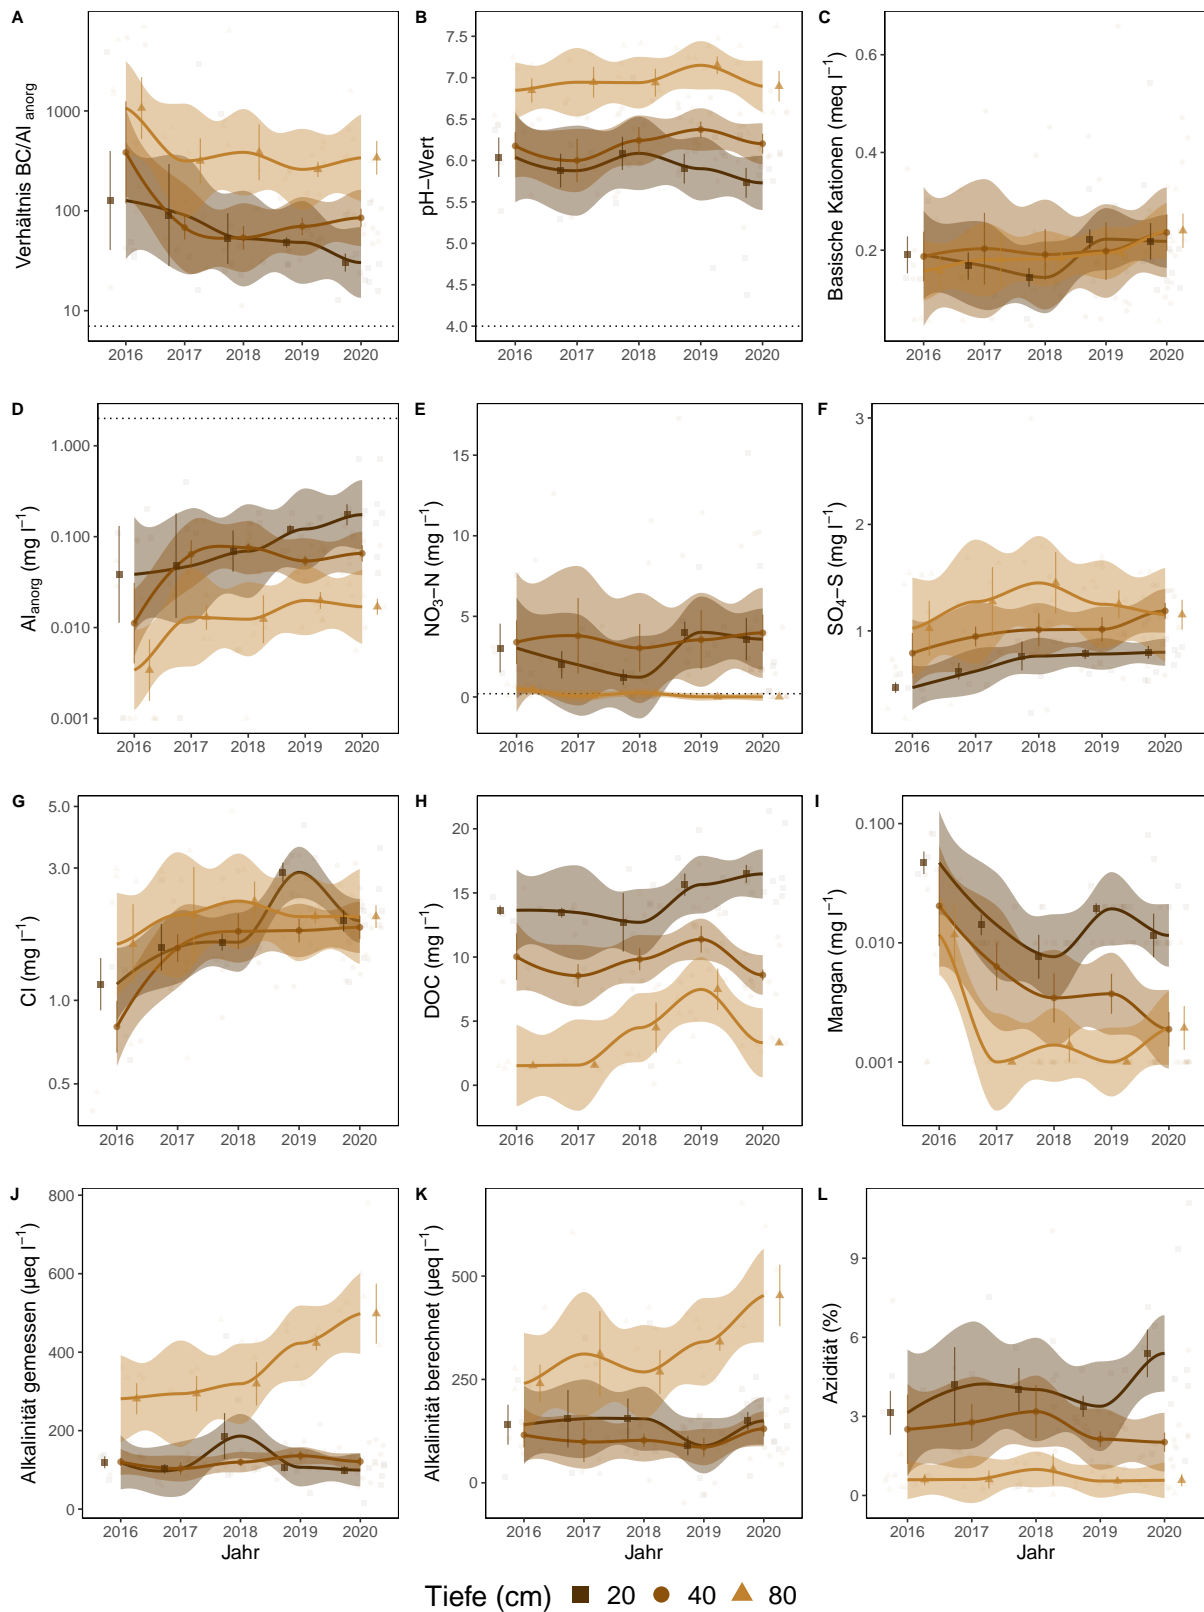 A
Verhältnis BC/Al anorg
1000
100
10
2016 2017 2018 2019 2020
B
pH−Wert
7.5
7.0
6.5
6.0
5.5
5.0
4.5
4.0
2016 2017 2018 2019 2020
C
Basische Kationen (meq l−1)
0.6
0.4
0.2
2016 2017 2018 2019 2020
D
Al anorg (mg l−1)
1.000
0.100
0.010
0.001
2016 2017 2018 2019 2020
E
NO3−N (mg l−1)
15
10
5
0
2016 2017 2018 2019 2020
F
SO4−S (mg l−1)
3
2
1
2016 2017 2018 2019 2020
G
Cl (mg l−1)
5.0
3.0
1.0
0.5
2016 2017 2018 2019 2020
H
DOC (mg l−1)
20
15
10
5
0
2016 2017 2018 2019 2020
I
Mangan (mg l−1)
0.100
0.010
0.001
2016 2017 2018 2019 2020
J
Alkalinität gemessen (µeq l−1)
800
600
400
200
0
2016 2017 2018 2019 2020
Jahr
K
Alkalinität berechnet (µeq l−1)
500
250
0
2016 2017 2018 2019 2020
Jahr
L
Azidität (%)
9
6
3
0
2016 2017 2018 2019 2020
Jahr
Tiefe (cm) 20 40 80